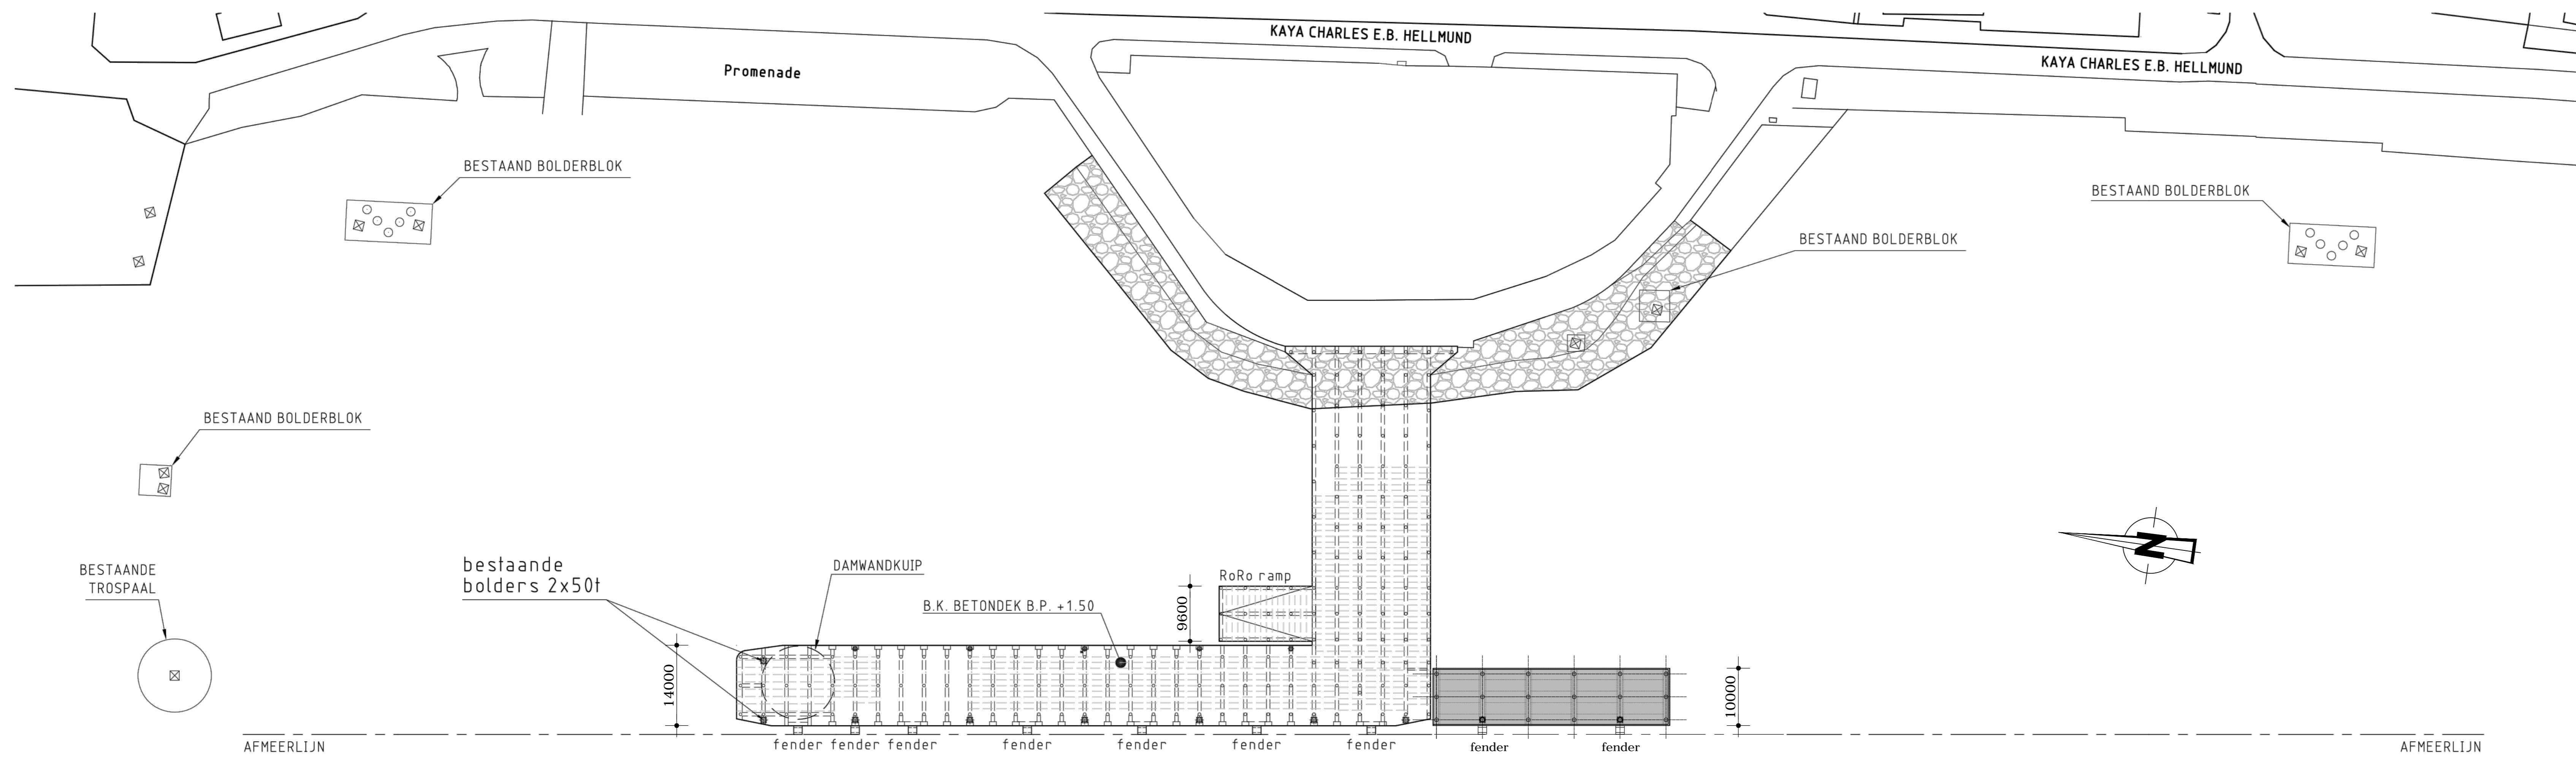 KAYA CHARLES E.B. HELLMUND
KAYA CHARLES E.B. HELLMUND
Promenade
BESTAAND BOLDERBLOK
BESTAAND BOLDERBLOK
BESTAAND BOLDERBLOK
BESTAAND BOLDERBLOK
BESTAANDE
TROSPAAL
bestaande
bolders 2x50t
DAMWANDKUIP
B.K. BETONDEK B.P. +1.50
RoRo ramp
9600
14000
10000
N
fender fender fender fender fender fender fender fender fender
AFMEERLIJN
AFMEERLIJN